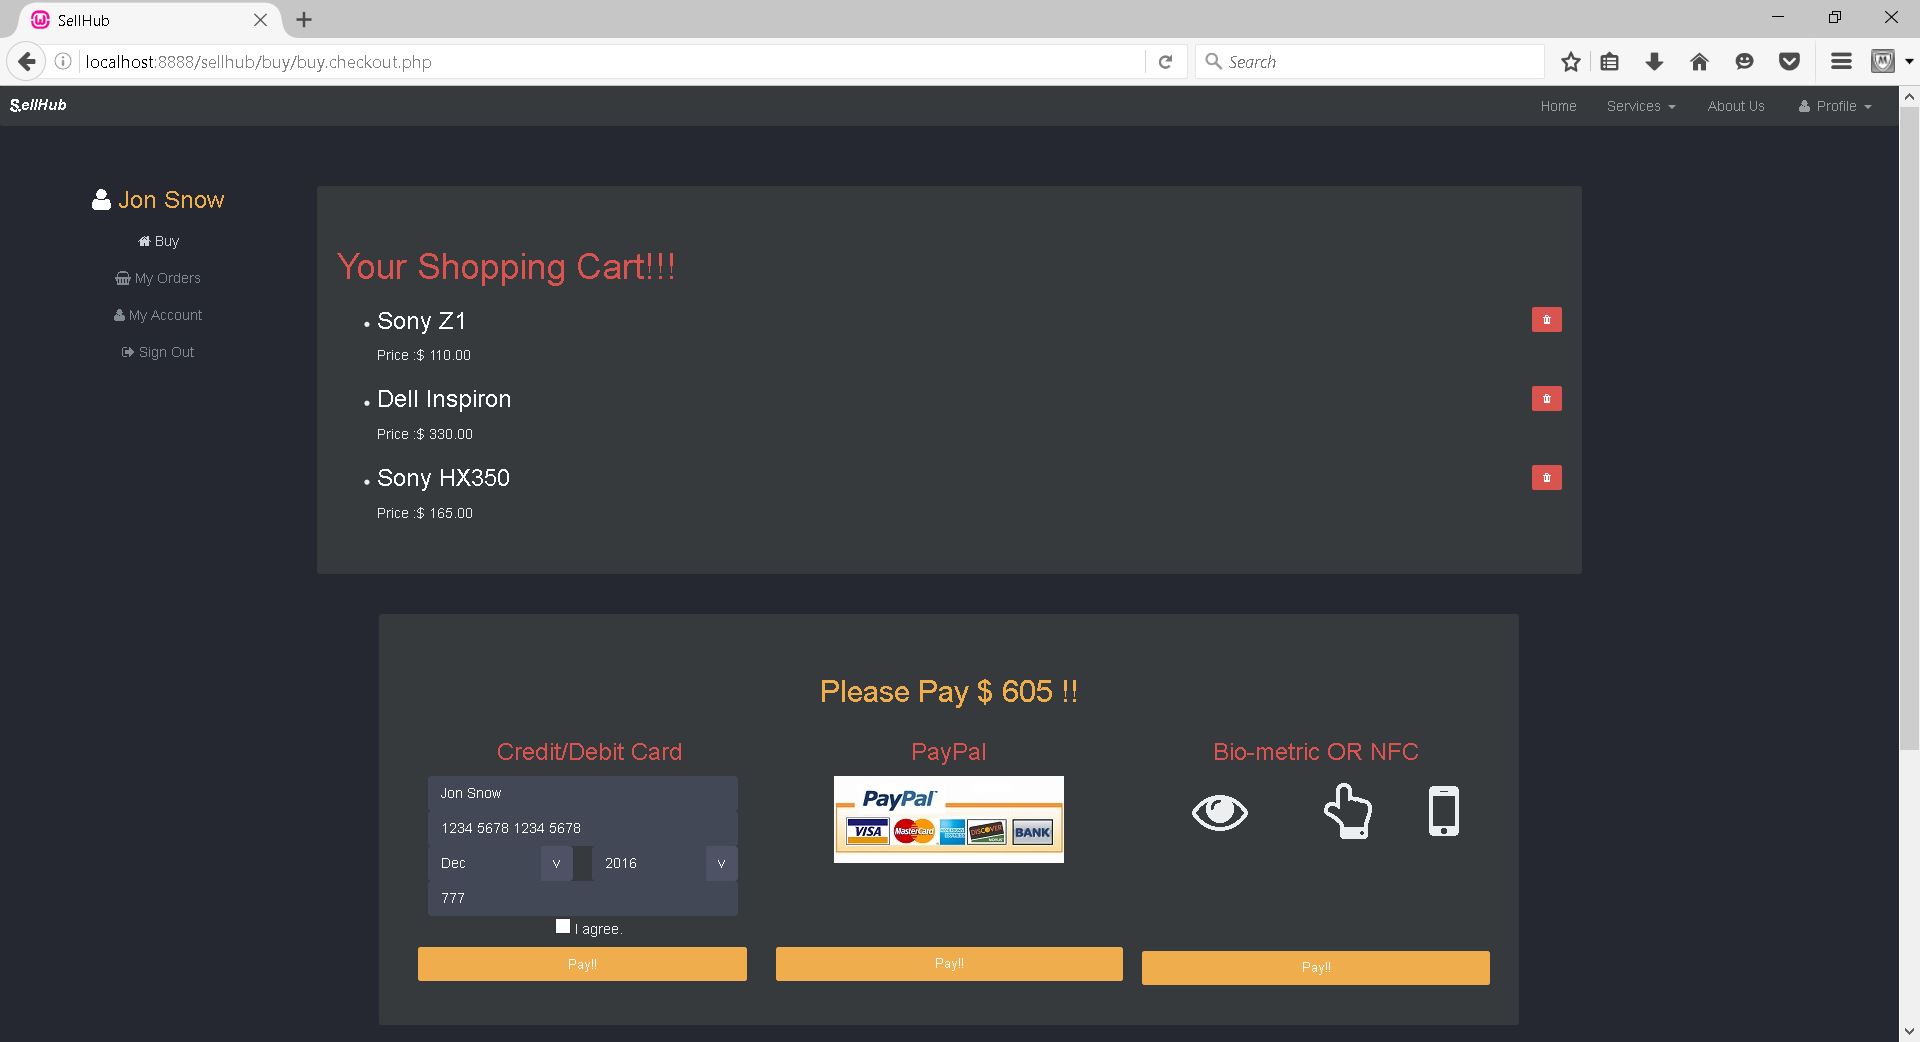 SellHub
localhost:8888/sellhub/buy/buy.checkout.php
Search
SellHub
Home Services About Us Profile
Jon Snow
Buy
My Orders
My Account
Sign Out
Your Shopping Cart!!!
Sony Z1
Price :$ 110.00
Dell Inspiron
Price :$ 330.00
Sony HX350
Price :$ 165.00
Please Pay $ 605 !!
Credit/Debit Card
Jon Snow
1234 5678 1234 5678
Dec 2016
777
I agree.
Pay!!
PayPal
PayPal
VISA MasterCard AMERICAN EXPRESS DISCOVER BANK
Pay!!
Bio-metric OR NFC
Pay!!